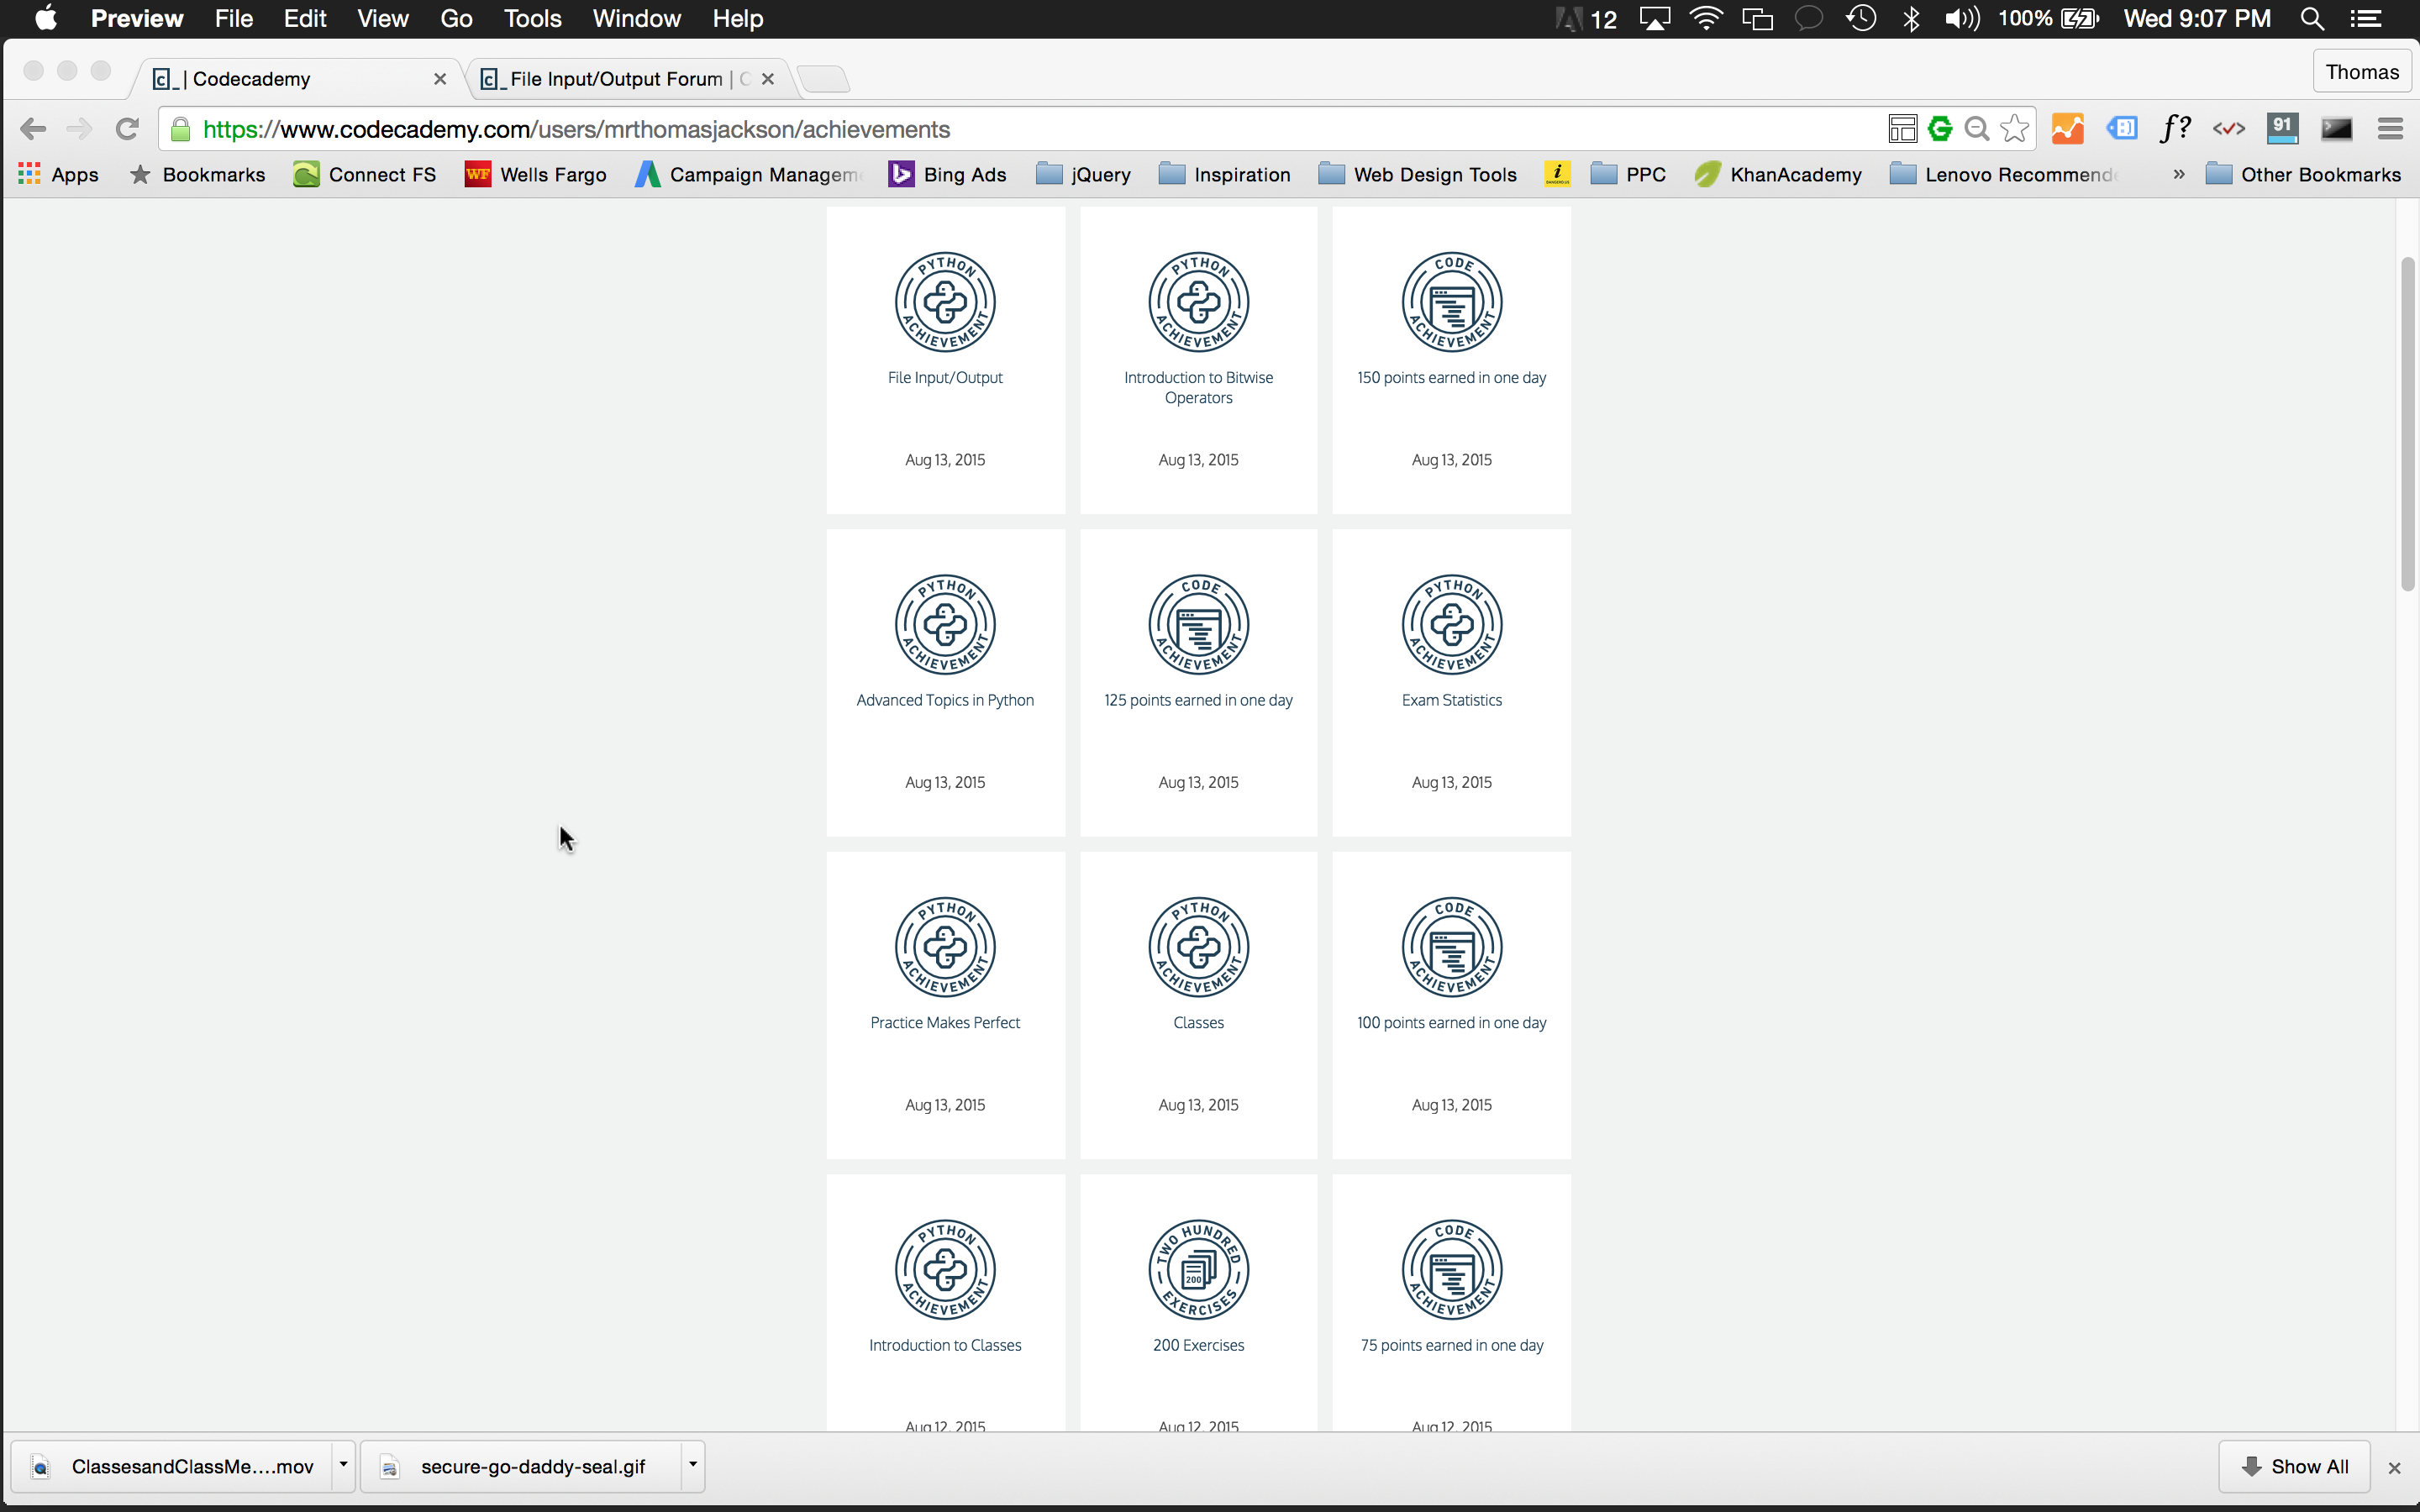 Preview File Edit View Go Tools Window Help 12 100% Wed 9:07 PM
c_ | Codecademy
c_ File Input/Output Forum |
Thomas
https://www.codecademy.com/users/mrthomasjackson/achievements
f? 91
Apps Bookmarks Connect FS WF Wells Fargo Campaign Managem Bing Ads jQuery Inspiration Web Design Tools i PPC KhanAcademy Lenovo Recommend » Other Bookmarks
PYTHON ACHIEVEMENT
PYTHON ACHIEVEMENT
CODE ACHIEVEMENT
File Input/Output
Introduction to Bitwise
Operators
150 points earned in one day
Aug 13, 2015
Aug 13, 2015
Aug 13, 2015
PYTHON ACHIEVEMENT
CODE ACHIEVEMENT
PYTHON ACHIEVEMENT
Advanced Topics in Python
125 points earned in one day
Exam Statistics
Aug 13, 2015
Aug 13, 2015
Aug 13, 2015
PYTHON ACHIEVEMENT
PYTHON ACHIEVEMENT
CODE ACHIEVEMENT
Practice Makes Perfect
Classes
100 points earned in one day
Aug 13, 2015
Aug 13, 2015
Aug 13, 2015
PYTHON ACHIEVEMENT
TWO HUNDRED 200 EXERCISES
CODE ACHIEVEMENT
Introduction to Classes
200 Exercises
75 points earned in one day
Aug 12, 2015
Aug 12, 2015
Aug 12, 2015
ClassesandClassMe....mov
secure-go-daddy-seal.gif
Show All